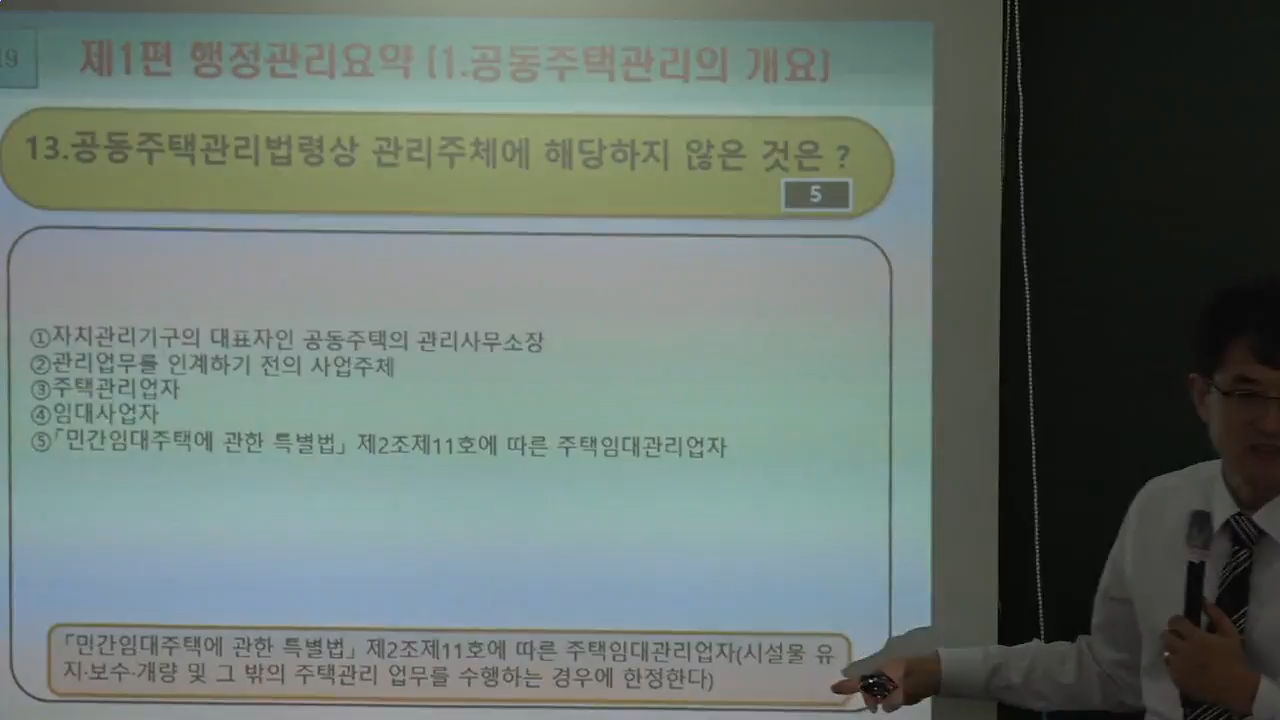 19
제1편 행정관리요약 [1.공동주택관리의 개요]
13.공동주택관리법령상 관리주체에 해당하지 않은 것은 ?
5
①자치관리기구의 대표자인 공동주택의 관리사무소장
②관리업무를 인계하기 전의 사업주체
③주택관리업자
④임대사업자
⑤「민간임대주택에 관한 특별법」 제2조제11호에 따른 주택임대관리업자
「민간임대주택에 관한 특별법」 제2조제11호에 따른 주택임대관리업자(시설물 유
지·보수·개량 및 그 밖의 주택관리 업무를 수행하는 경우에 한정한다)